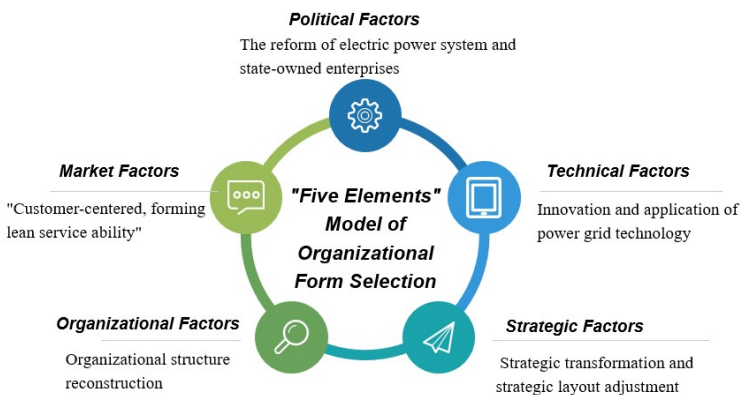 Political Factors
The reform of electric power system and
state-owned enterprises
Market Factors
"Customer-centered, forming
lean service ability"
"Five Elements"
Model of
Organizational
Form Selection
Technical Factors
Innovation and application of
power grid technology
Organizational Factors
Organizational structure
reconstruction
Strategic Factors
Strategic transformation and
strategic layout adjustment